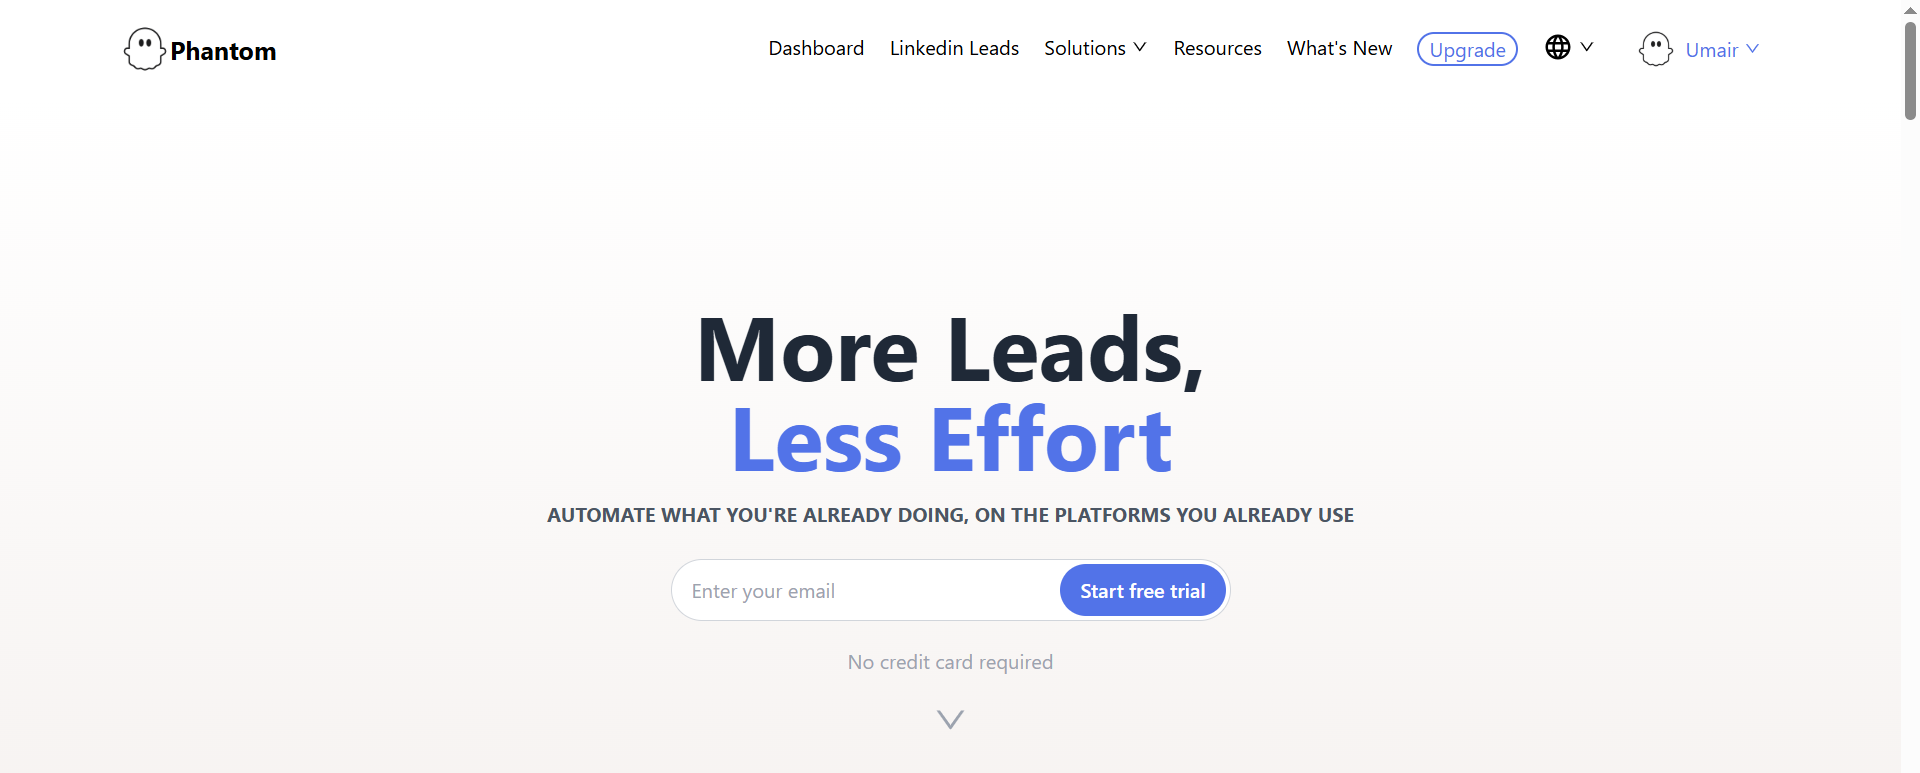 Phantom
Dashboard Linkedin Leads Solutions Resources What's New Upgrade Umair
More Leads,
Less Effort
AUTOMATE WHAT YOU'RE ALREADY DOING, ON THE PLATFORMS YOU ALREADY USE
Enter your email Start free trial
No credit card required